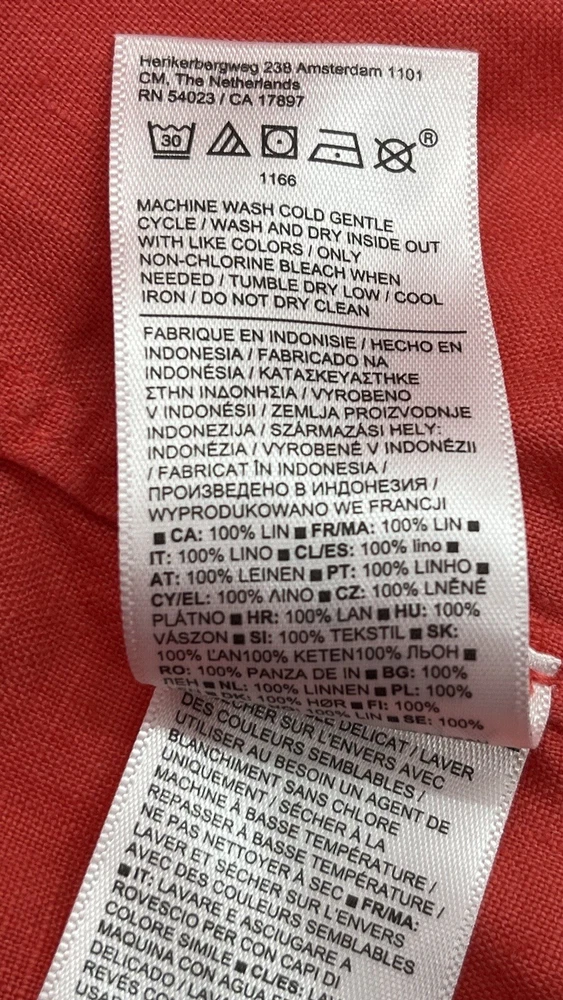 Herikerbergweg 238 Amsterdam 1101
CM. The Netherlands
RN 54023 / CA 17897
30 ®
1166
MACHINE WASH COLD GENTLE
CYCLE / WASH AND DRY INSIDE OUT
WITH LIKE COLORS / ONLY
NON-CHLORINE BLEACH WHEN
NEEDED / TUMBLE DRY LOW / COOL
IRON / DO NOT DRY CLEAN
FABRIQUE EN INDONISIE / HECHO EN
INDONESIA / FABRICADO NA
INDONÉSIA / ΚΑΤΑΣΚΕΥΑΣΤΗΚΕ
ΣΤΗΝ ΙΝΔΟΝΗΣΙΑ / VYROBENO
V INDONÉSII / ZEMLJA PROIZVODNJE
INDONEZIJA / SZÁRMAZÁSI HELY:
INDONÉZIA / VYROBENÉ V INDONÉZII
/ FABRICAT ÎN INDONESIA /
ПРОИЗВЕДЕНО В ИНДОНЕЗИЯ /
WYPRODUKOWANO WE FRANCJI
■ CA: 100% LIN ■ FR/MA: 100% LIN ■
IT: 100% LINO ■ CL/ES: 100% lino ■
AT: 100% LEINEN ■ PT: 100% LINHO ■
CY/EL: 100% ΛΙΝΟ ■ CZ: 100% LNĚNÉ
PLÁTNO ■ HR: 100% LAN ■ HU: 100%
VÁSZON ■ SI: 100% TEKSTIL ■ SK:
100% ĽAN100% KETEN100% ЛЬОН ■
RO: 100% PANZA DE IN ■ BG: 100%
ЛЕН ■ NL: 100% LINNEN ■ PL: 100%
■ DK: 100% HØR ■ FI: 100%
100% LIN ■ SE: 100%
DELICAT / LAVER
SÉCHER SUR L'ENVERS AVEC
DES COULEURS SEMBLABLES /
UTILISER AU BESOIN UN AGENT DE
BLANCHIMENT SANS CHLORE
UNIQUEMENT / SÉCHER À LA
MACHINE À BASSE TEMPÉRATURE /
REPASSER À BASSE TEMPÉRATURE /
NE PAS NETTOYER À SEC ■ FR/MA:
LAVER ET SÉCHER SUR L'ENVERS
AVEC DES COULEURS SEMBLABLES
■ IT: LAVARE E ASCIUGARE A
ROVESCIO PER CON CAPI DI
COLORE SIMILE ■ CL/ES: LA
MAQUINA CON AGUA
DELICADO / LAV
REVÉS CO
USA